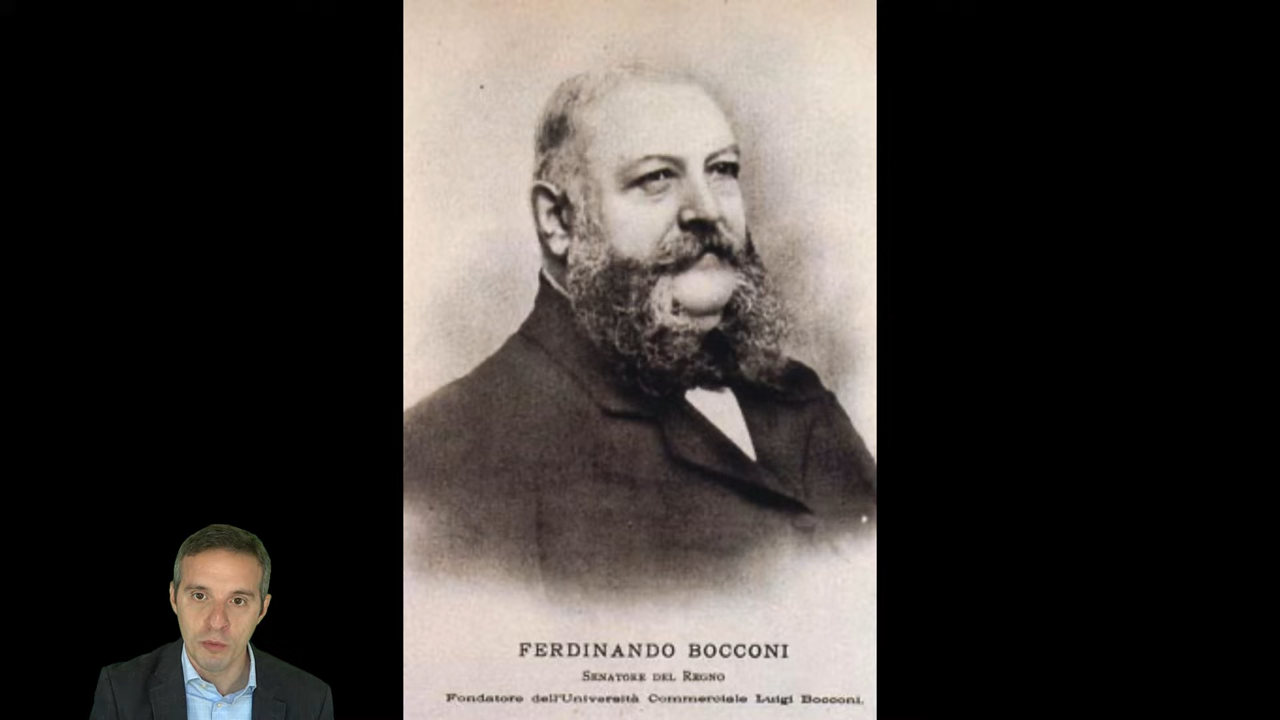 FERDINANDO BOCCONI
SENATORE DEL REGNO
Fondatore dell'Università Commerciale Luigi Bocconi.